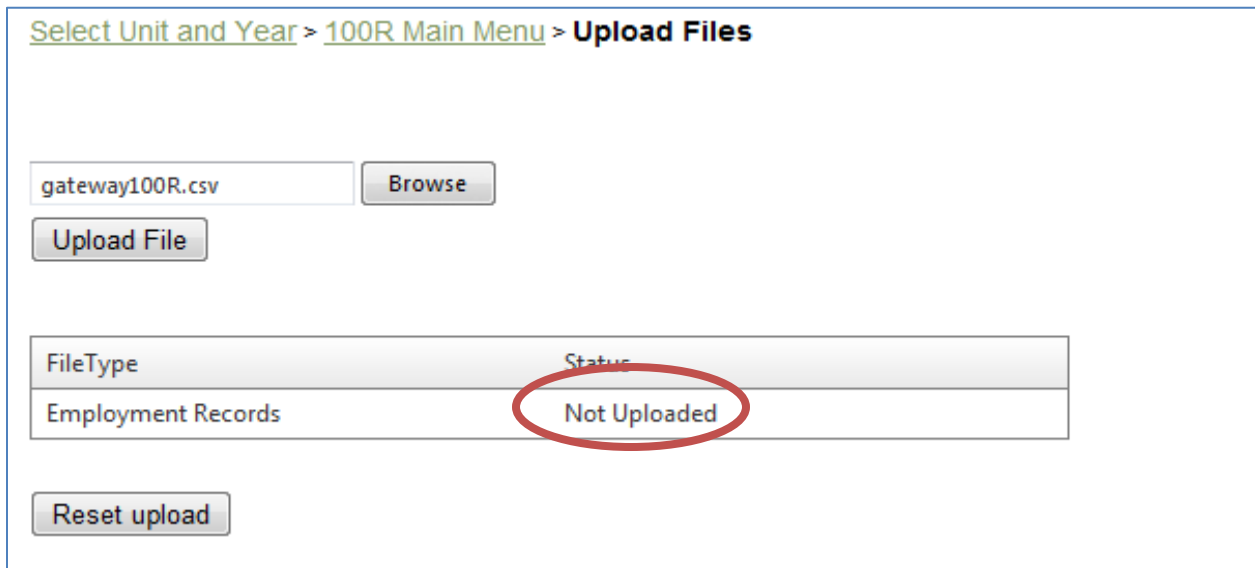 Select Unit and Year > 100R Main Menu > Upload Files
gateway100R.csv Browse
Upload File
FileType Status
Employment Records Not Uploaded
Reset upload